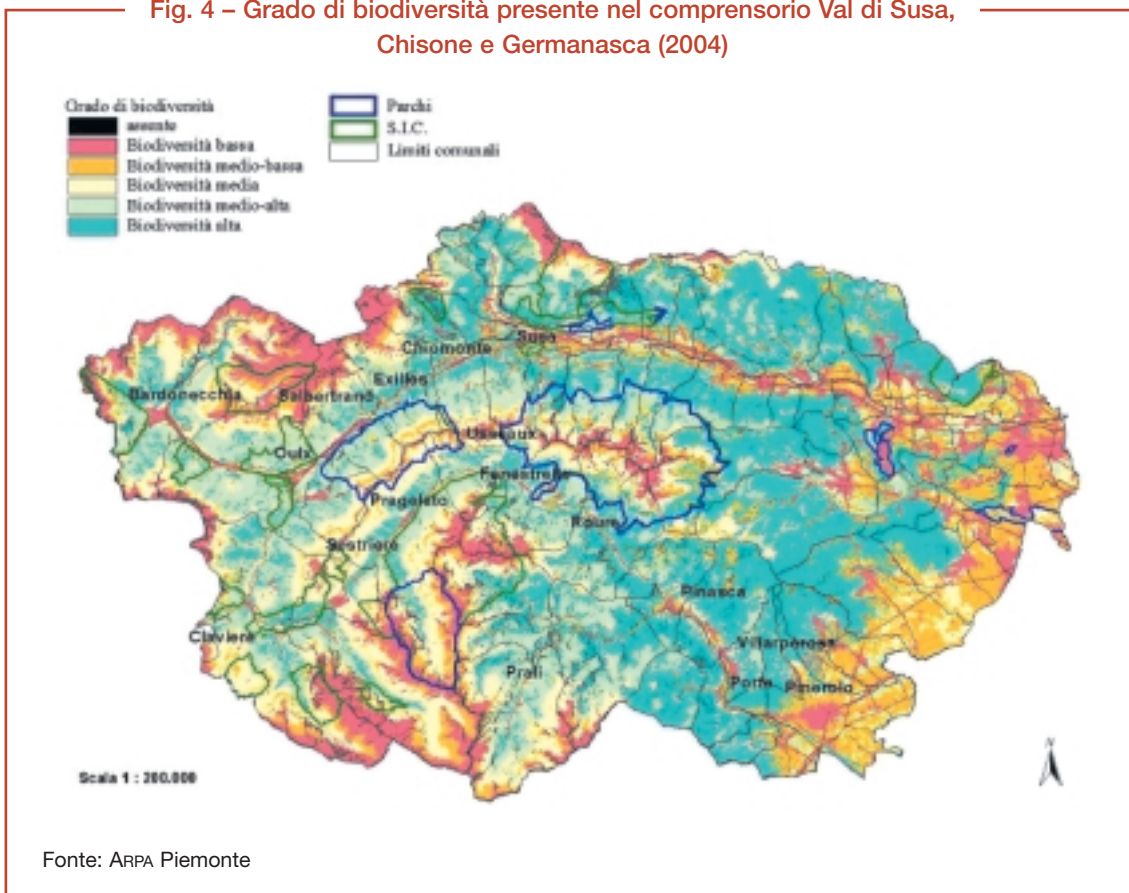 Fig. 4 – Grado di biodiversità presente nel comprensorio Val di Susa,
Chisone e Germanasca (2004)
Grado di biodiversità
assente
Biodiversità bassa
Biodiversità medio-bassa
Biodiversità media
Biodiversità medio-alta
Biodiversità alta
Parchi
S.I.C.
Limiti comunali
Susa
Chiomonte
Exilles
Bardonecchia
Salbertrand
Usseaux
Oulx
Fenestrelle
Pragelato
Roure
Sestriere
Pinasca
Claviere
Villarperosa
Prali
Porte
Pinerolo
N
Scala 1 : 200.000
Fonte: ARPA Piemonte